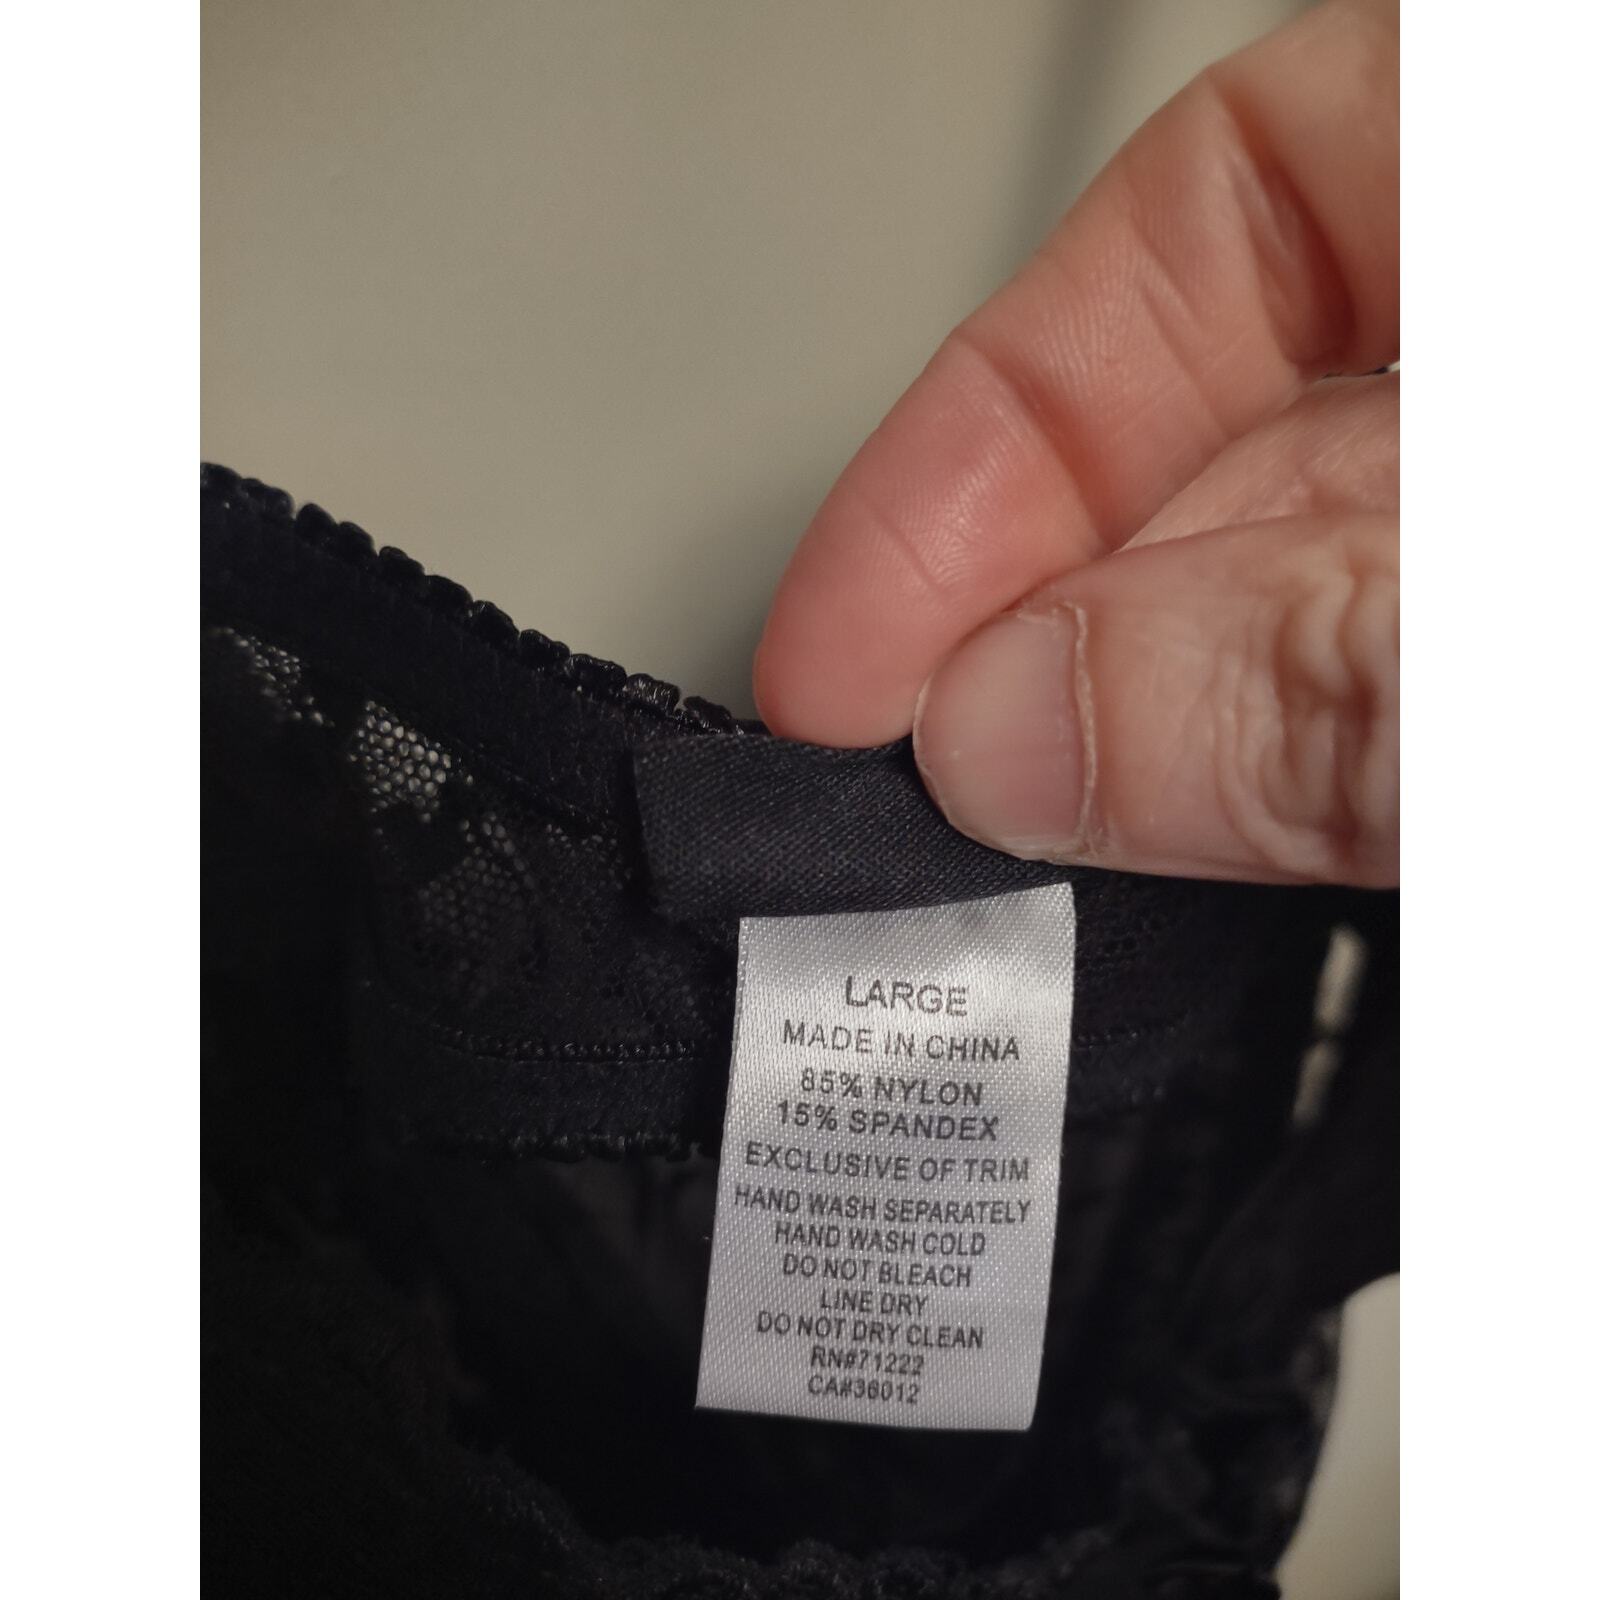 LARGE
MADE IN CHINA
85% NYLON
15% SPANDEX
EXCLUSIVE OF TRIM
HAND WASH SEPARATELY
HAND WASH COLD
DO NOT BLEACH
LINE DRY
DO NOT DRY CLEAN
RN#71222
CA#36012